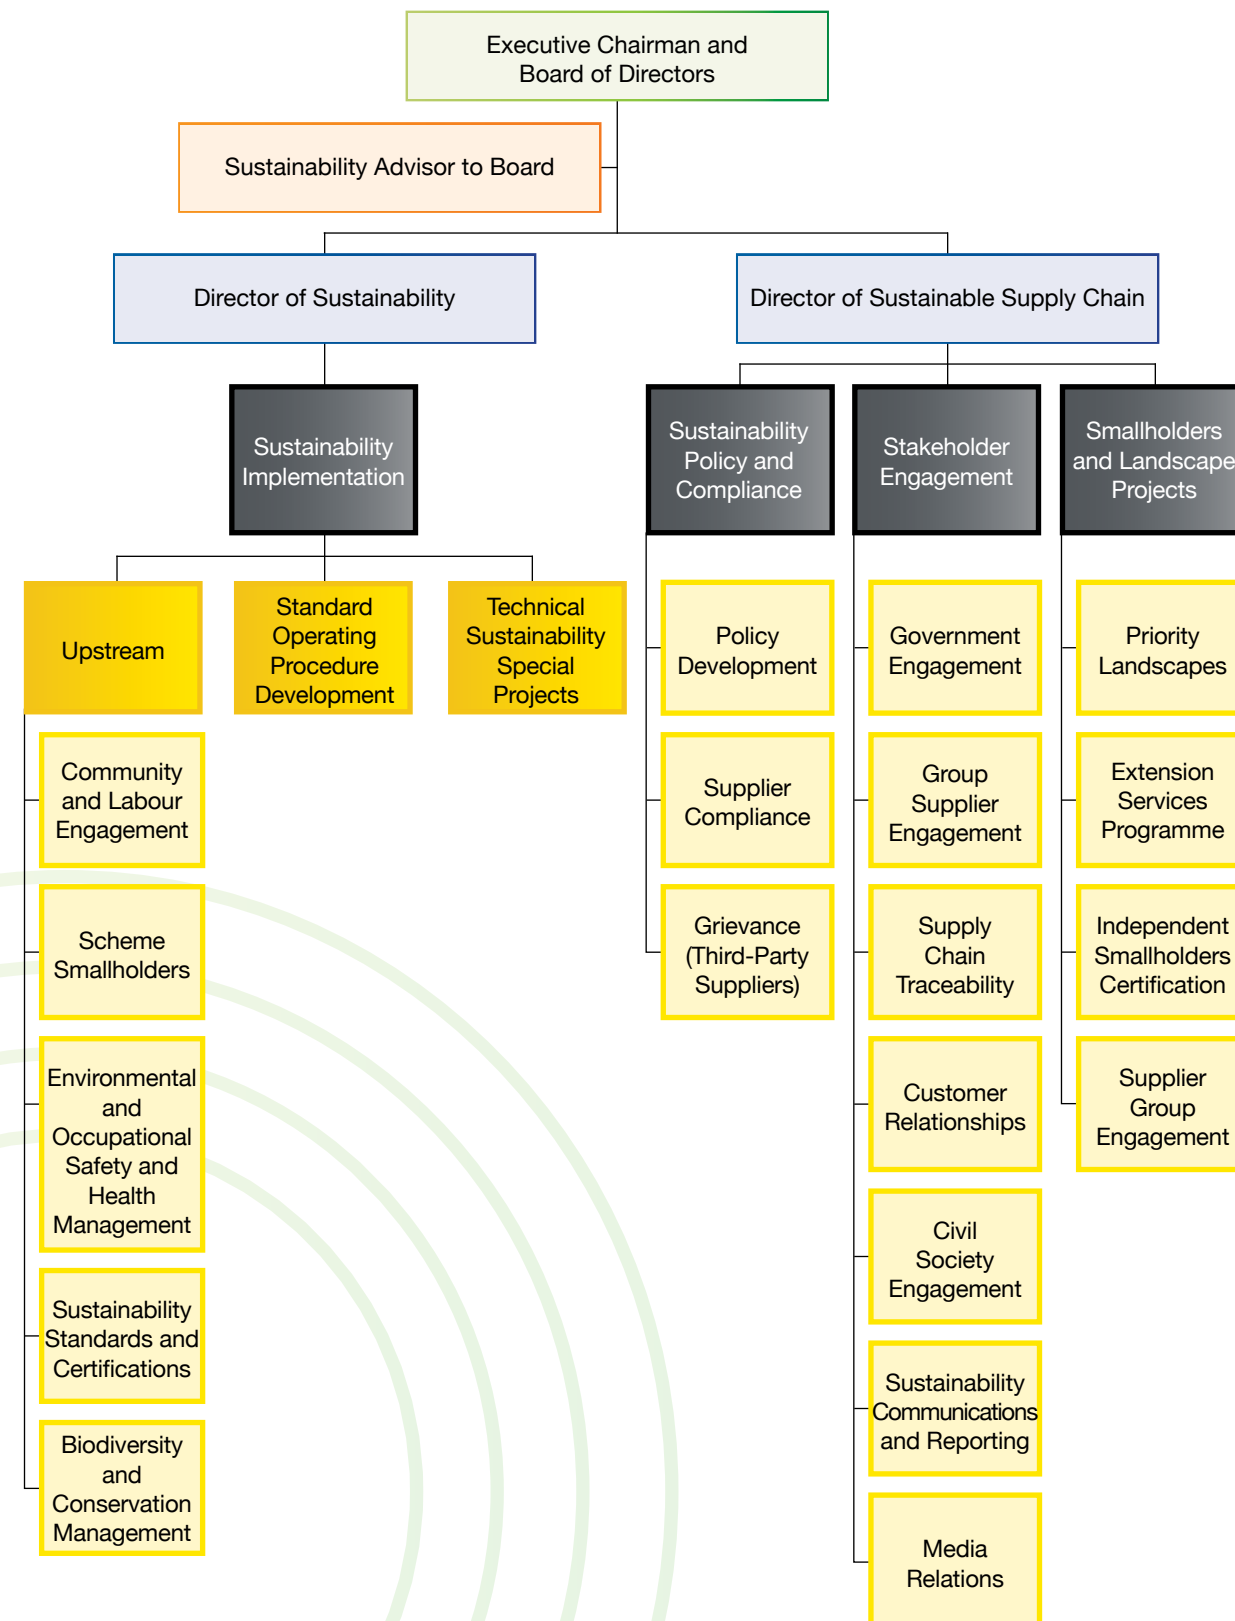 Executive Chairman and
Board of Directors
Sustainability Advisor to Board
Director of Sustainability
Director of Sustainable Supply Chain
Sustainability
Implementation
Sustainability
Policy and
Compliance
Stakeholder
Engagement
Smallholders
and Landscape
Projects
Upstream
Standard
Operating
Procedure
Development
Technical
Sustainability
Special
Projects
Community
and Labour
Engagement
Scheme
Smallholders
Environmental
and
Occupational
Safety and
Health
Management
Sustainability
Standards and
Certifications
Biodiversity
and
Conservation
Management
Policy
Development
Supplier
Compliance
Grievance
(Third-Party
Suppliers)
Government
Engagement
Group
Supplier
Engagement
Supply
Chain
Traceability
Customer
Relationships
Civil
Society
Engagement
Sustainability
Communications
and Reporting
Media
Relations
Priority
Landscapes
Extension
Services
Programme
Independent
Smallholders
Certification
Supplier
Group
Engagement